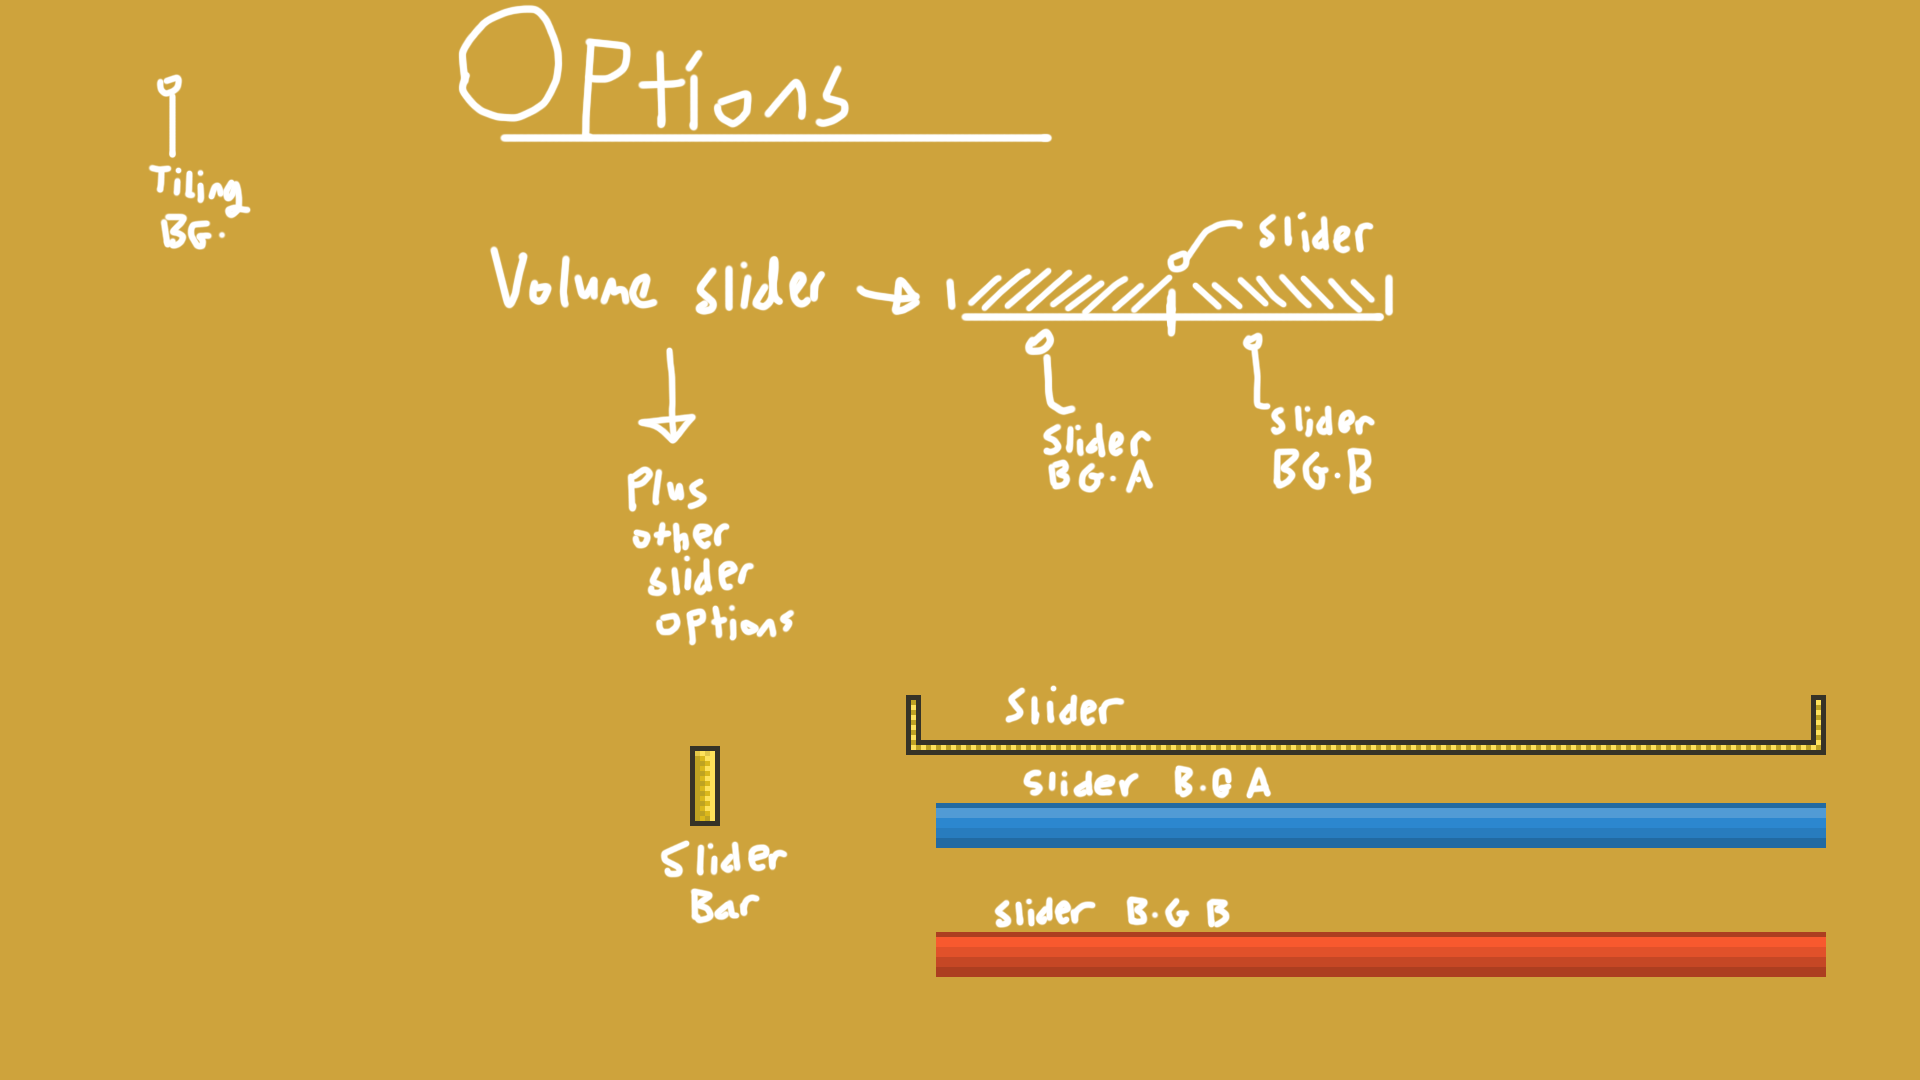 Options
Tiling
BG.
Volume slider
slider
Slider
BG.A
Slider
BG.B
Plus
other
slider
options
Slider
Slider B.G A
Slider
Bar
Slider B.G B